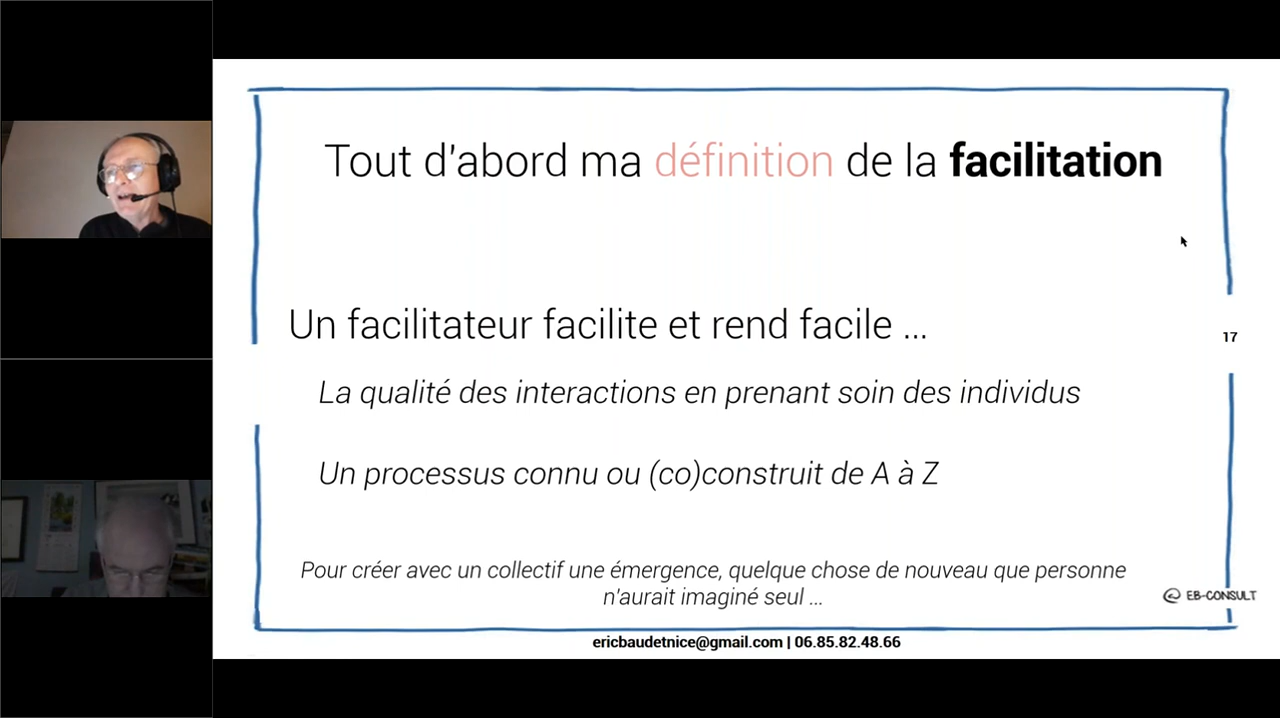 Tout d'abord ma définition de la facilitation
Un facilitateur facilite et rend facile ...
17
La qualité des interactions en prenant soin des individus
Un processus connu ou (co)construit de A à Z
Pour créer avec un collectif une émergence, quelque chose de nouveau que personne
n'aurait imaginé seul ...
@ EB-CONSULT
ericbaudetnice@gmail.com | 06.85.82.48.66